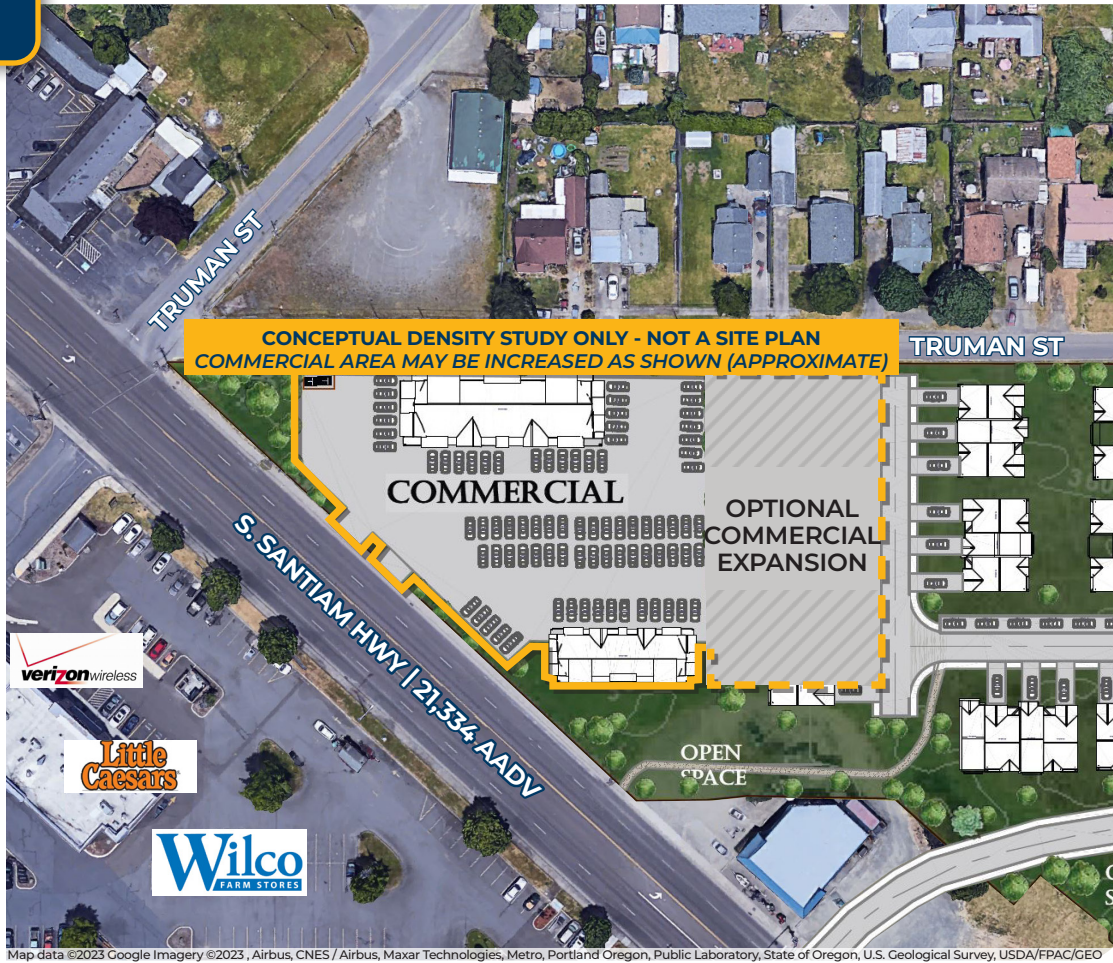 TRUMAN ST
CONCEPTUAL DENSITY STUDY ONLY - NOT A SITE PLAN
COMMERCIAL AREA MAY BE INCREASED AS SHOWN (APPROXIMATE)
TRUMAN ST
COMMERCIAL
OPTIONAL
COMMERCIAL
EXPANSION
S. SANTIAM HWY | 21,334 AADV
verizon wireless
Little
Caesars
OPEN
SPACE
Wilco
FARM STORES
Map data ©2023 Google Imagery ©2023 , Airbus, CNES / Airbus, Maxar Technologies, Metro, Portland Oregon, Public Laboratory, State of Oregon, U.S. Geological Survey, USDA/FPAC/GEO